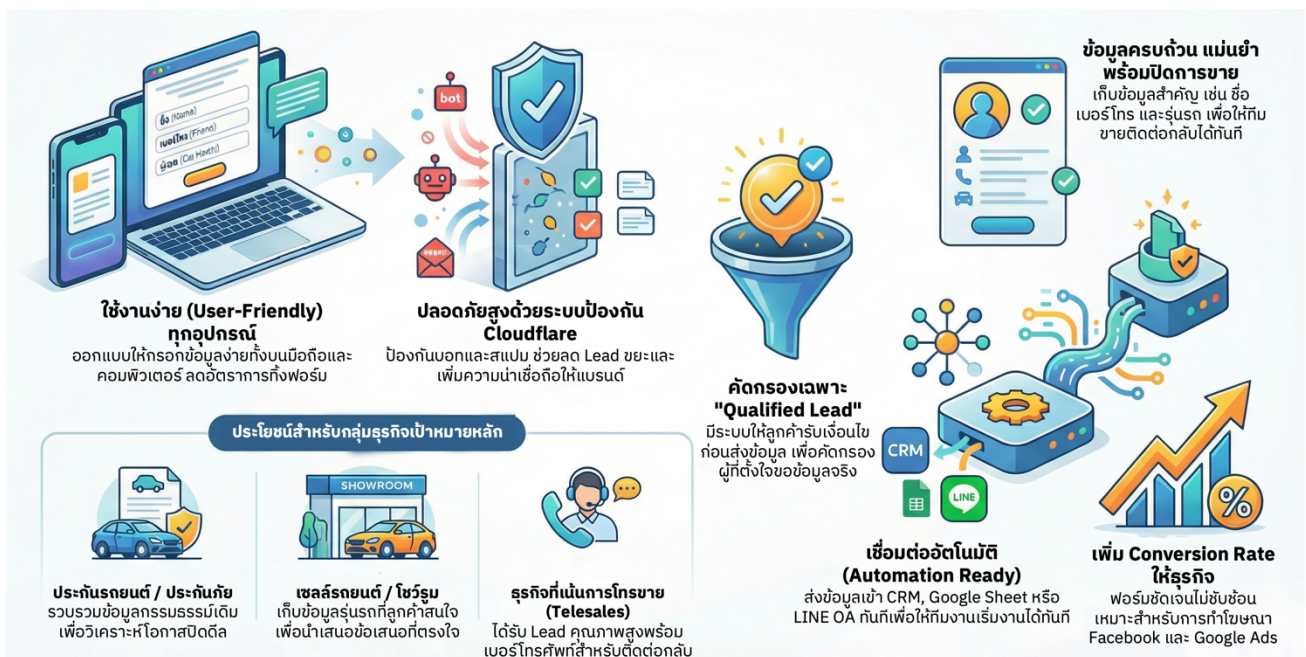 ชื่อ (Name)
เบอร์โทร (Friend)
bot
ใช้งานง่าย (User-Friendly)
ทุกอุปกรณ์
ออกแบบให้กรอกข้อมูลง่ายทั้งบนมือถือและ
คอมพิวเตอร์ ลดอัตราการทิ้งฟอร์ม
ปลอดภัยสูงด้วยระบบป้องกัน
Cloudflare
ป้องกันบอทและสแปม ช่วยลด Lead ขยะและ
เพิ่มความน่าเชื่อถือให้แบรนด์
คัดกรองเฉพาะ
"Qualified Lead"
มีระบบให้ลูกค้ารับเงื่อนไข
ก่อนส่งข้อมูล เพื่อคัดกรอง
ผู้ที่ตั้งใจขอข้อมูลจริง
ข้อมูลครบถ้วน แม่นยำ
พร้อมปิดการขาย
เก็บข้อมูลสำคัญ เช่น ชื่อ
เบอร์โทร และรุ่นรถ เพื่อให้ทีม
ขายติดต่อกลับได้ทันที
CRM
LINE
เชื่อมต่ออัตโนมัติ
(Automation Ready)
ส่งข้อมูลเข้า CRM, Google Sheet หรือ
LINE OA ทันทีเพื่อให้ทีมงานเริ่มงานได้ทันที
%
เพิ่ม Conversion Rate
ให้ธุรกิจ
ฟอร์มชัดเจนไม่ซับซ้อน
เหมาะสำหรับการทำโฆษณา
Facebook และ Google Ads
ประโยชน์สำหรับกลุ่มธุรกิจเป้าหมายหลัก
ประกันรถยนต์ / ประกันภัย
รวบรวมข้อมูลกรมธรรม์เดิม
เพื่อวิเคราะห์โอกาสปิดดีล
SHOWROOM
เซลล์รถยนต์ / โชว์รูม
เก็บข้อมูลรุ่นรถที่ลูกค้าสนใจ
เพื่อนำเสนอข้อเสนอที่ตรงใจ
ธุรกิจที่เน้นการโทรขาย
(Telesales)
ได้รับ Lead คุณภาพสูงพร้อม
เบอร์โทรศัพท์สำหรับติดต่อกลับ